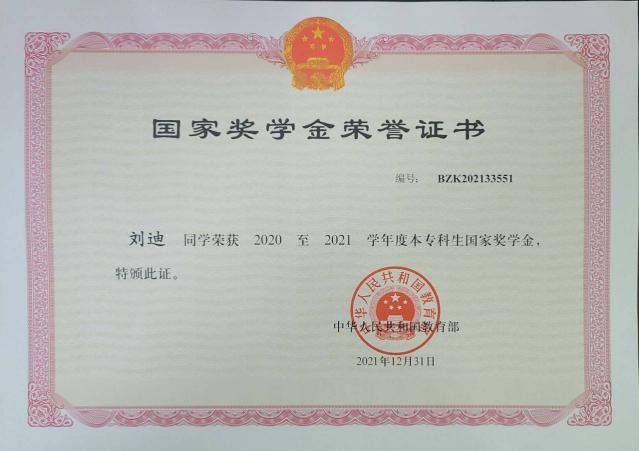 国家奖学金荣誉证书
编号： BZK202133551
刘迪 同学荣获 2020 至 2021 学年度本专科生国家奖学金，
特颁此证。
中华人民共和国教育部
中华人民共和国教育部
2021年12月31日